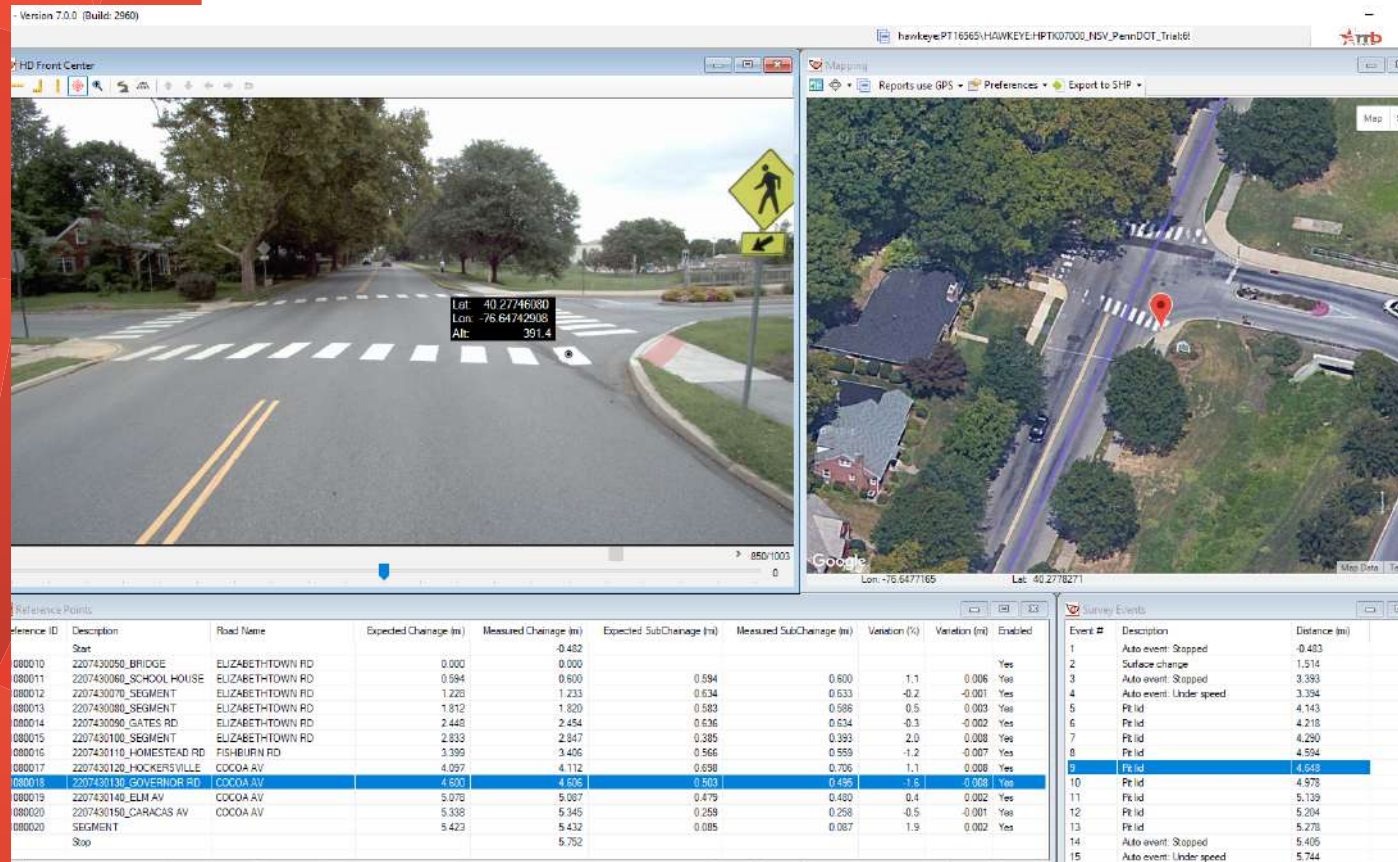 - Version 7.0.0 (Build: 2960)
hawkeye:PT16565\HAWKEYE:HPTK07000_NSV_PennDOT_Trial:6!
HD Front Center
Mapping
Reports use GPS
Preferences
Export to SHP
Map
Lat: 40.27746080
Lon: -76.64742908
Alt: 391.4
850/1003
0
Google
Map Data
Lon: -76.6477165 Lat: 40.2778271
Reference Points
eference ID Description Road Name Expected Chainage (mi) Measured Chainage (mi) Expected SubChainage (mi) Measured SubChainage (mi) Variation (%) Variation (mi) Enabled
Start -0.482
080010 2207430050_BRIDGE ELIZABETHTOWN RD 0.000 0.000 Yes
080011 2207430060_SCHOOL HOUSE ELIZABETHTOWN RD 0.594 0.600 0.594 0.600 1.1 0.006 Yes
080012 2207430070_SEGMENT ELIZABETHTOWN RD 1.228 1.233 0.634 0.633 -0.2 -0.001 Yes
080013 2207430080_SEGMENT ELIZABETHTOWN RD 1.812 1.820 0.583 0.586 0.5 0.003 Yes
080014 2207430090_GATES RD ELIZABETHTOWN RD 2.448 2.454 0.636 0.634 -0.3 -0.002 Yes
080015 2207430100_SEGMENT ELIZABETHTOWN RD 2.833 2.847 0.385 0.393 2.0 0.008 Yes
080016 2207430110_HOMESTEAD RD FISHBURN RD 3.399 3.406 0.566 0.559 -1.2 -0.007 Yes
080017 2207430120_HOCKERSVILLE COCOA AV 4.097 4.112 0.698 0.706 1.1 0.008 Yes
080018 2207430130_GOVERNOR RD COCOA AV 4.600 4.606 0.503 0.495 -1.6 -0.008 Yes
080019 2207430140_ELM AV COCOA AV 5.078 5.087 0.479 0.480 0.4 0.002 Yes
080020 2207430150_CARACAS AV COCOA AV 5.338 5.345 0.259 0.258 -0.5 -0.001 Yes
080020 SEGMENT 5.423 5.432 0.085 0.087 1.9 0.002 Yes
Stop 5.752
Survey Events
Event # Description Distance (mi)
1 Auto event: Stopped -0.483
2 Surface change 1.514
3 Auto event: Stopped 3.393
4 Auto event: Under speed 3.394
5 Pit lid 4.143
6 Pit lid 4.218
7 Pit lid 4.290
8 Pit lid 4.594
9 Pit lid 4.648
10 Pit lid 4.978
11 Pit lid 5.139
12 Pit lid 5.204
13 Pit lid 5.278
14 Auto event: Stopped 5.405
15 Auto event: Under speed 5.744